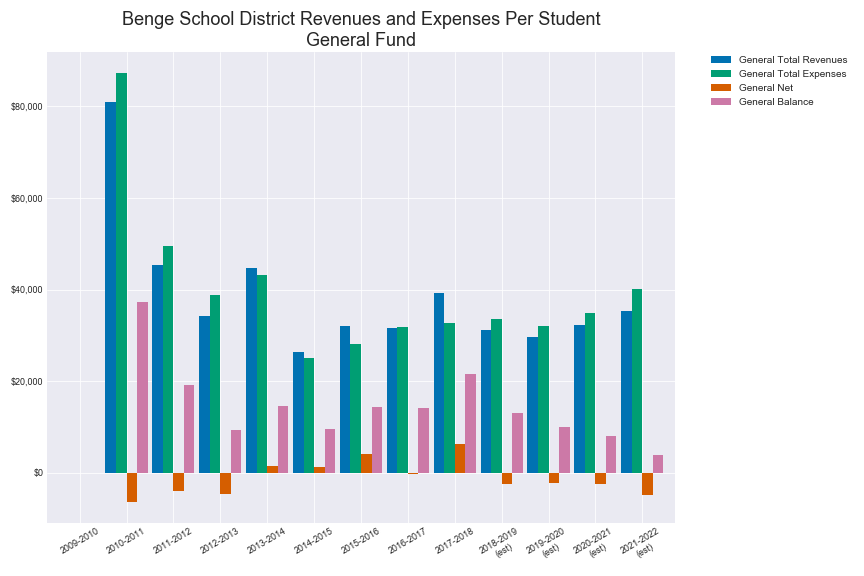 Benge School District Revenues and Expenses Per Student
General Fund
General Total Revenues
General Total Expenses
General Net
General Balance
$80,000
$60,000
$40,000
$20,000
$0
2009-2010
2010-2011
2011-2012
2012-2013
2013-2014
2014-2015
2015-2016
2016-2017
2017-2018
2018-2019
(est)
2019-2020
(est)
2020-2021
(est)
2021-2022
(est)